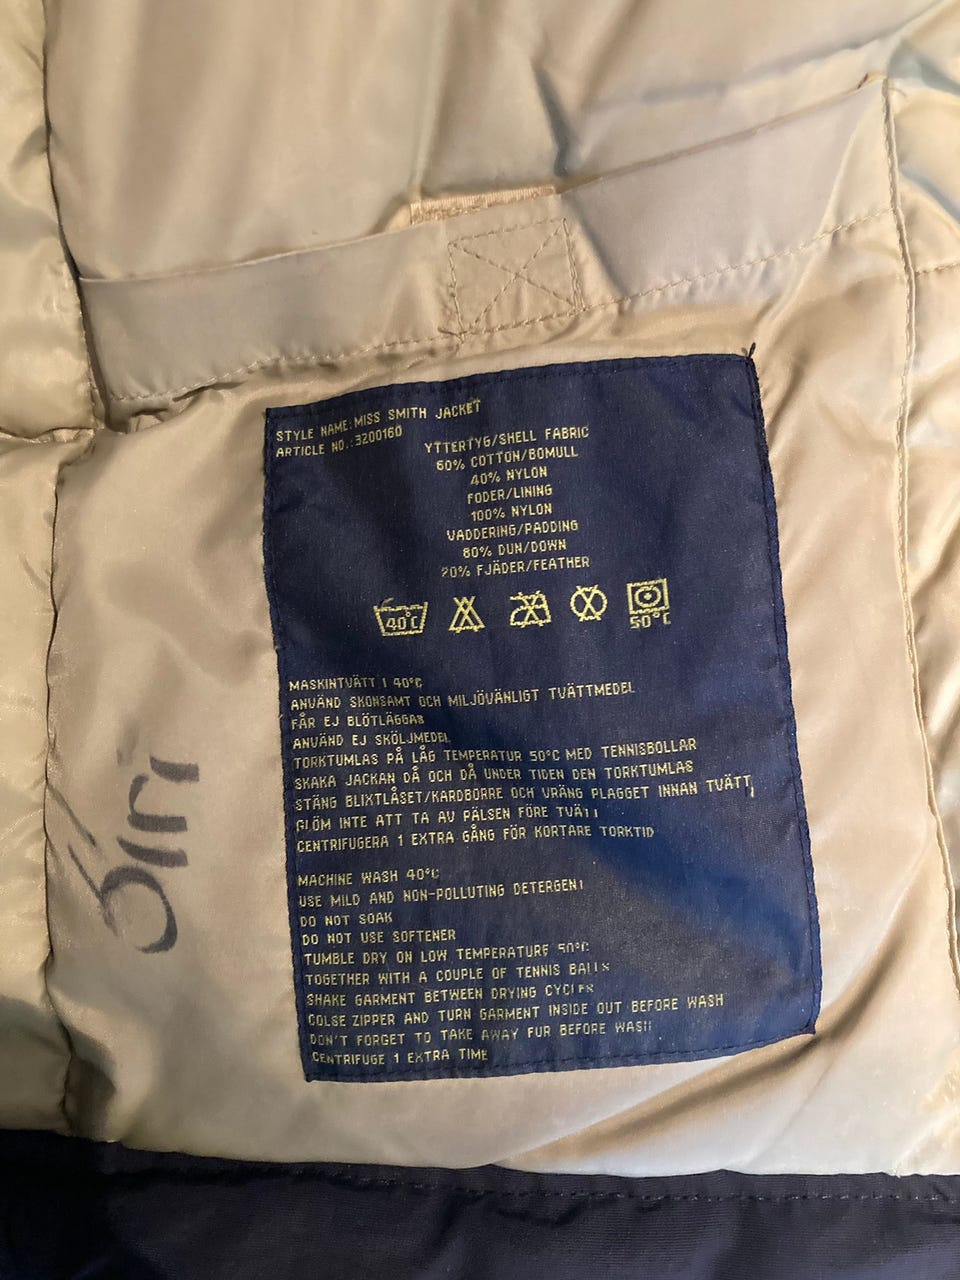 STYLE NAME: MISS SMITH JACKET
ARTICLE NO.: 3200160
YTTERTYG/SHELL FABRIC
60% COTTON/BOMULL
40% NYLON
FODER/LINING
100% NYLON
VADDERING/PADDING
80% DUN/DOWN
20% FJÄDER/FEATHER
40°C
50°C
MASKINTVÄTT I 40°C
ANVÄND SKONSAMT OCH MILJÖVÄNLIGT TVÄTTMEDEL
FÅR EJ BLÖTLÄGGAS
ANVÄND EJ SKÖLJMEDEL
TORKTUMLAS PÅ LÅG TEMPERATUR 50°C MED TENNISBOLLAR
SKAKA JACKAN DÅ OCH DÅ UNDER TIDEN DEN TORKTUMLAS
STÄNG BLIXTLÅSET/KARDBORRE OCH VRÄNG PLAGGET INNAN TVÄTT
GLÖM INTE ATT TA AV PÄLSEN FÖRE TVÄTT
CENTRIFUGERA 1 EXTRA GÅNG FÖR KORTARE TORKTID
MACHINE WASH 40°C
USE MILD AND NON-POLLUTING DETERGENT
DO NOT SOAK
DO NOT USE SOFTENER
TUMBLE DRY ON LOW TEMPERATURE 50°C
TOGETHER WITH A COUPLE OF TENNIS BALLS
SHAKE GARMENT BETWEEN DRYING CYCLES
COLSE ZIPPER AND TURN GARMENT INSIDE OUT BEFORE WASH
DON'T FORGET TO TAKE AWAY FUR BEFORE WASH
CENTRIFUGE 1 EXTRA TIME